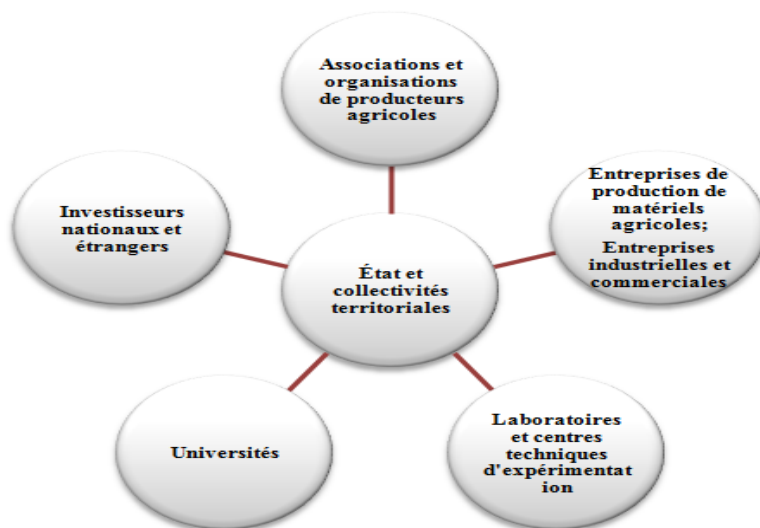 Associations et
organisations
de producteurs
agricoles
Investisseurs
nationaux et
étrangers
Entreprises de
production de
matériels
agricoles;
Entreprises
industrielles et
commerciales
État et
collectivités
territoriales
Universités
Laboratoires
et centres
techniques
d'expérimentat
ion